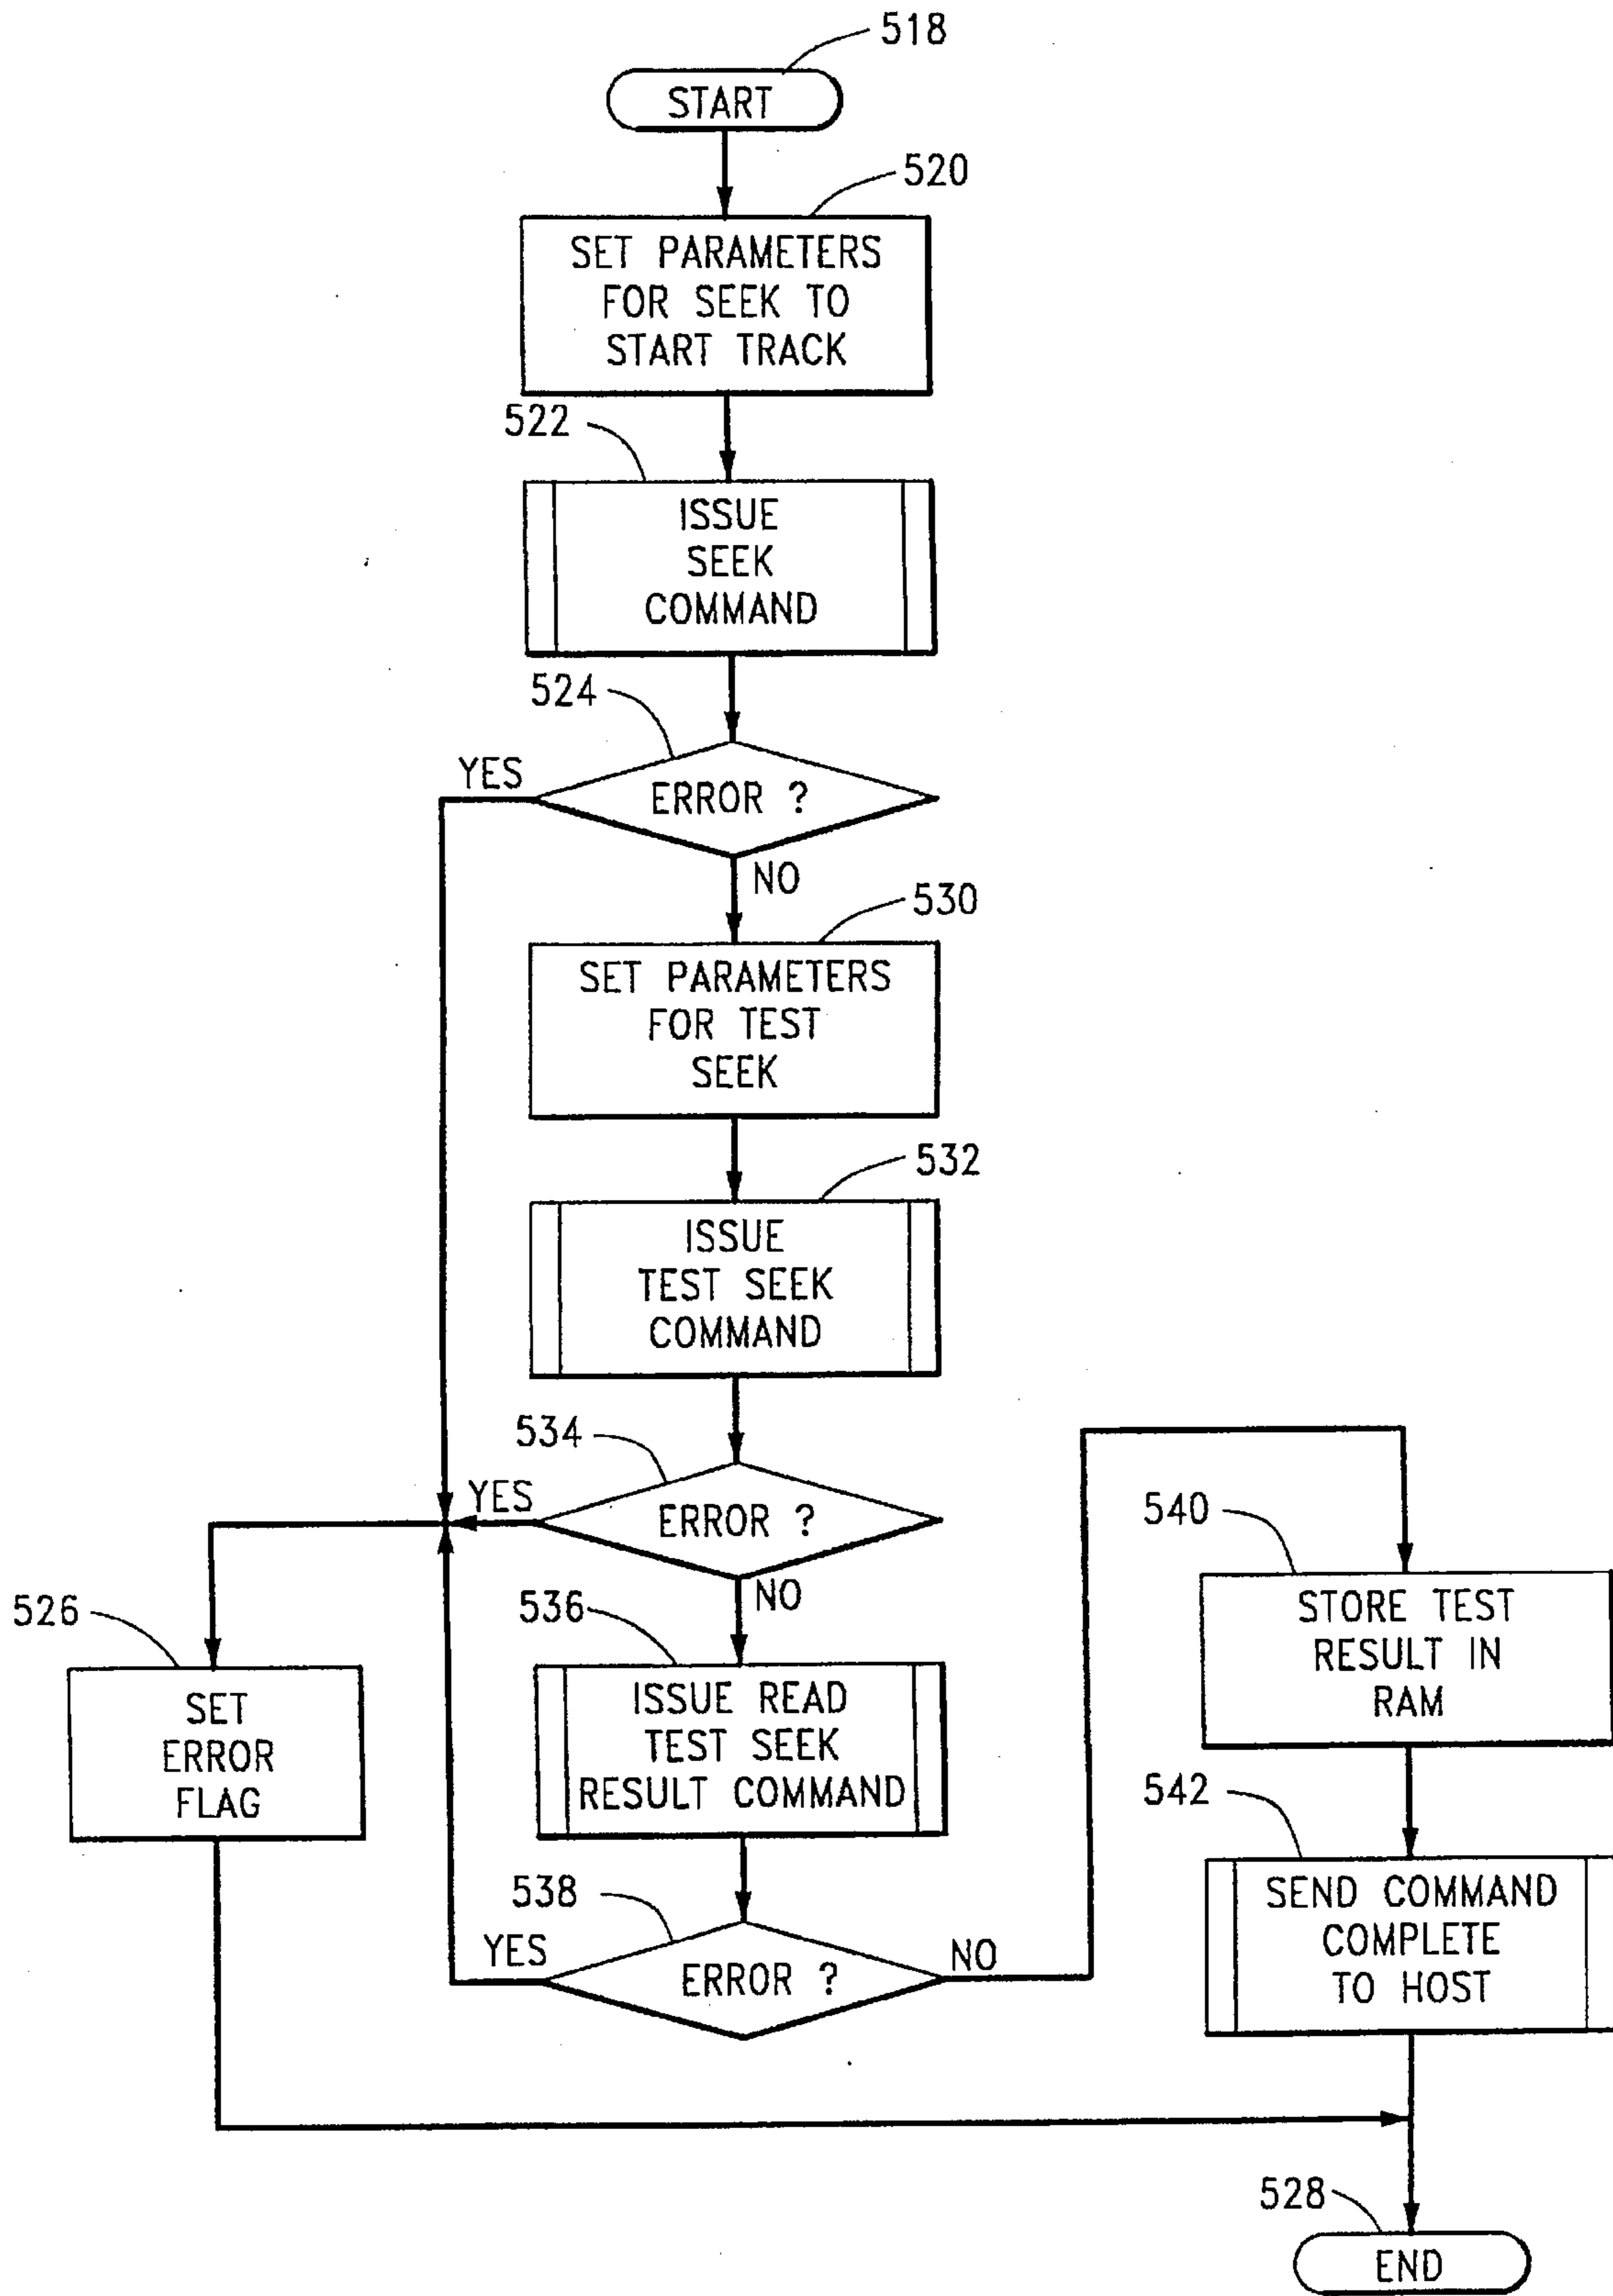 518
START
520
SET PARAMETERS
FOR SEEK TO
START TRACK
522
ISSUE
SEEK
COMMAND
524
YES
ERROR ?
NO
530
SET PARAMETERS
FOR TEST
SEEK
532
ISSUE
TEST SEEK
COMMAND
534
YES
ERROR ?
NO
526
SET
ERROR
FLAG
536
ISSUE READ
TEST SEEK
RESULT COMMAND
538
YES
ERROR ?
NO
540
STORE TEST
RESULT IN
RAM
542
SEND COMMAND
COMPLETE
TO HOST
528
END